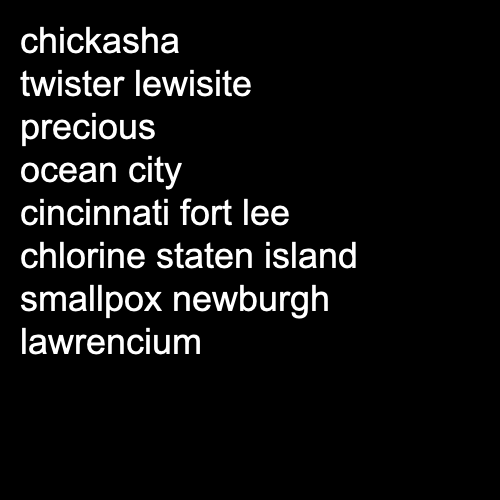 chickasha
twister lewisite
precious
ocean city
cincinnati fort lee
chlorine staten island
smallpox newburgh
lawrencium